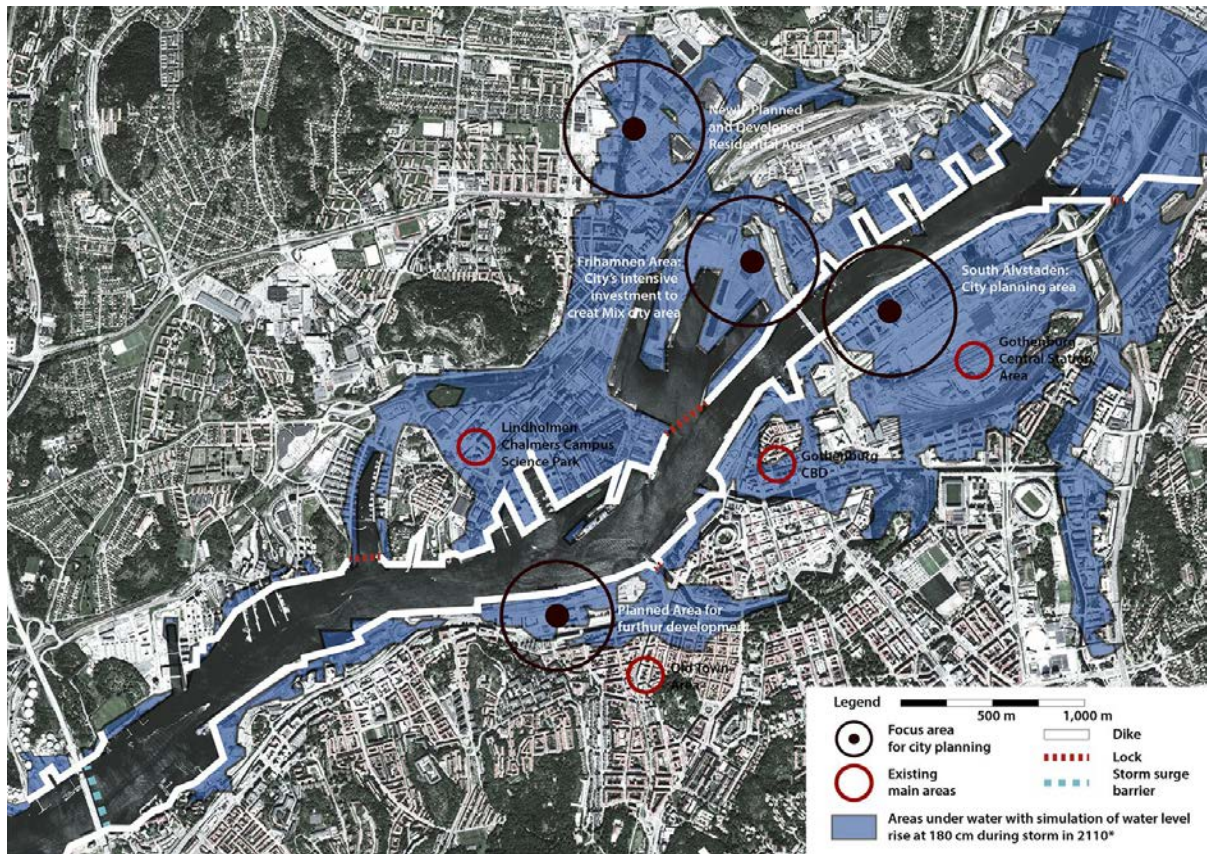 Newly Planned
and Developed
Residential Area
Frihamnen Area:
City's intensive
investment to
creat Mix city area
South Alvstaden:
City planning area
Gothenburg
Central Station
Area
Lindholmen
Chalmers Campus
Science Park
Gothenburg
CBD
Planned Area for
furthur development
Old Town
Area
Legend
500 m
1,000 m
Focus area
for city planning
Dike
Lock
Existing
main areas
Storm surge
barrier
Areas under water with simulation of water level
rise at 180 cm during storm in 2110*